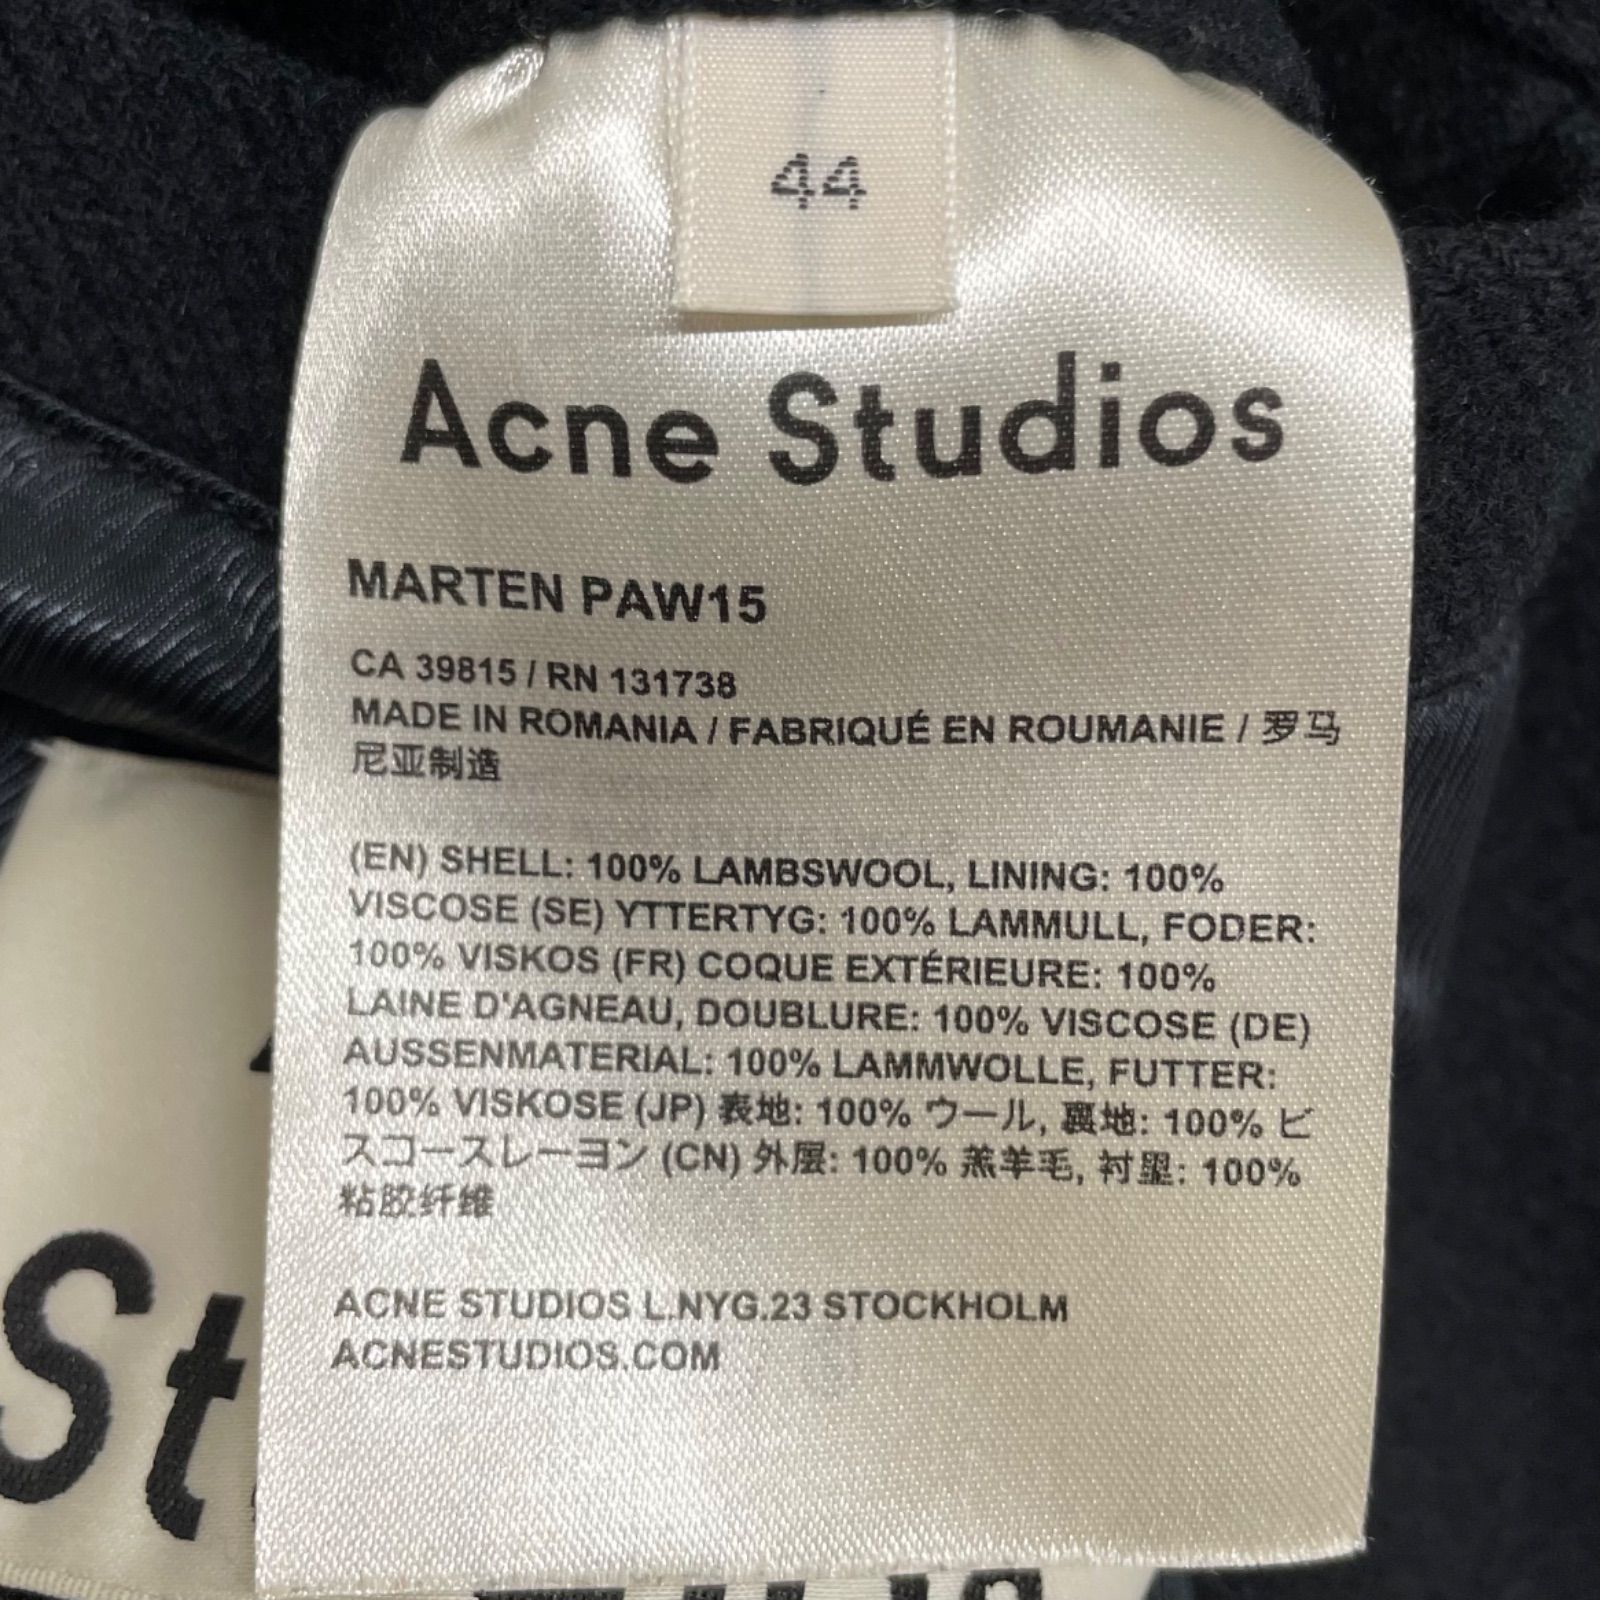 44
Acne Studios
MARTEN PAW15
CA 39815 / RN 131738
MADE IN ROMANIA / FABRIQUÉ EN ROUMANIE / 罗马
尼亚制造
(EN) SHELL: 100% LAMBSWOOL, LINING: 100%
VISCOSE (SE) YTTERTYG: 100% LAMMULL, FODER:
100% VISKOS (FR) COQUE EXTÉRIEURE: 100%
LAINE D'AGNEAU, DOUBLURE: 100% VISCOSE (DE)
AUSSENMATERIAL: 100% LAMMWOLLE, FUTTER:
100% VISKOSE (JP) 表地: 100% ウール, 裏地: 100% ビ
スコースレーヨン (CN) 外层: 100% 羔羊毛, 衬里: 100%
粘胶纤维
ACNE STUDIOS L.NYG.23 STOCKHOLM
ACNESTUDIOS.COM
St